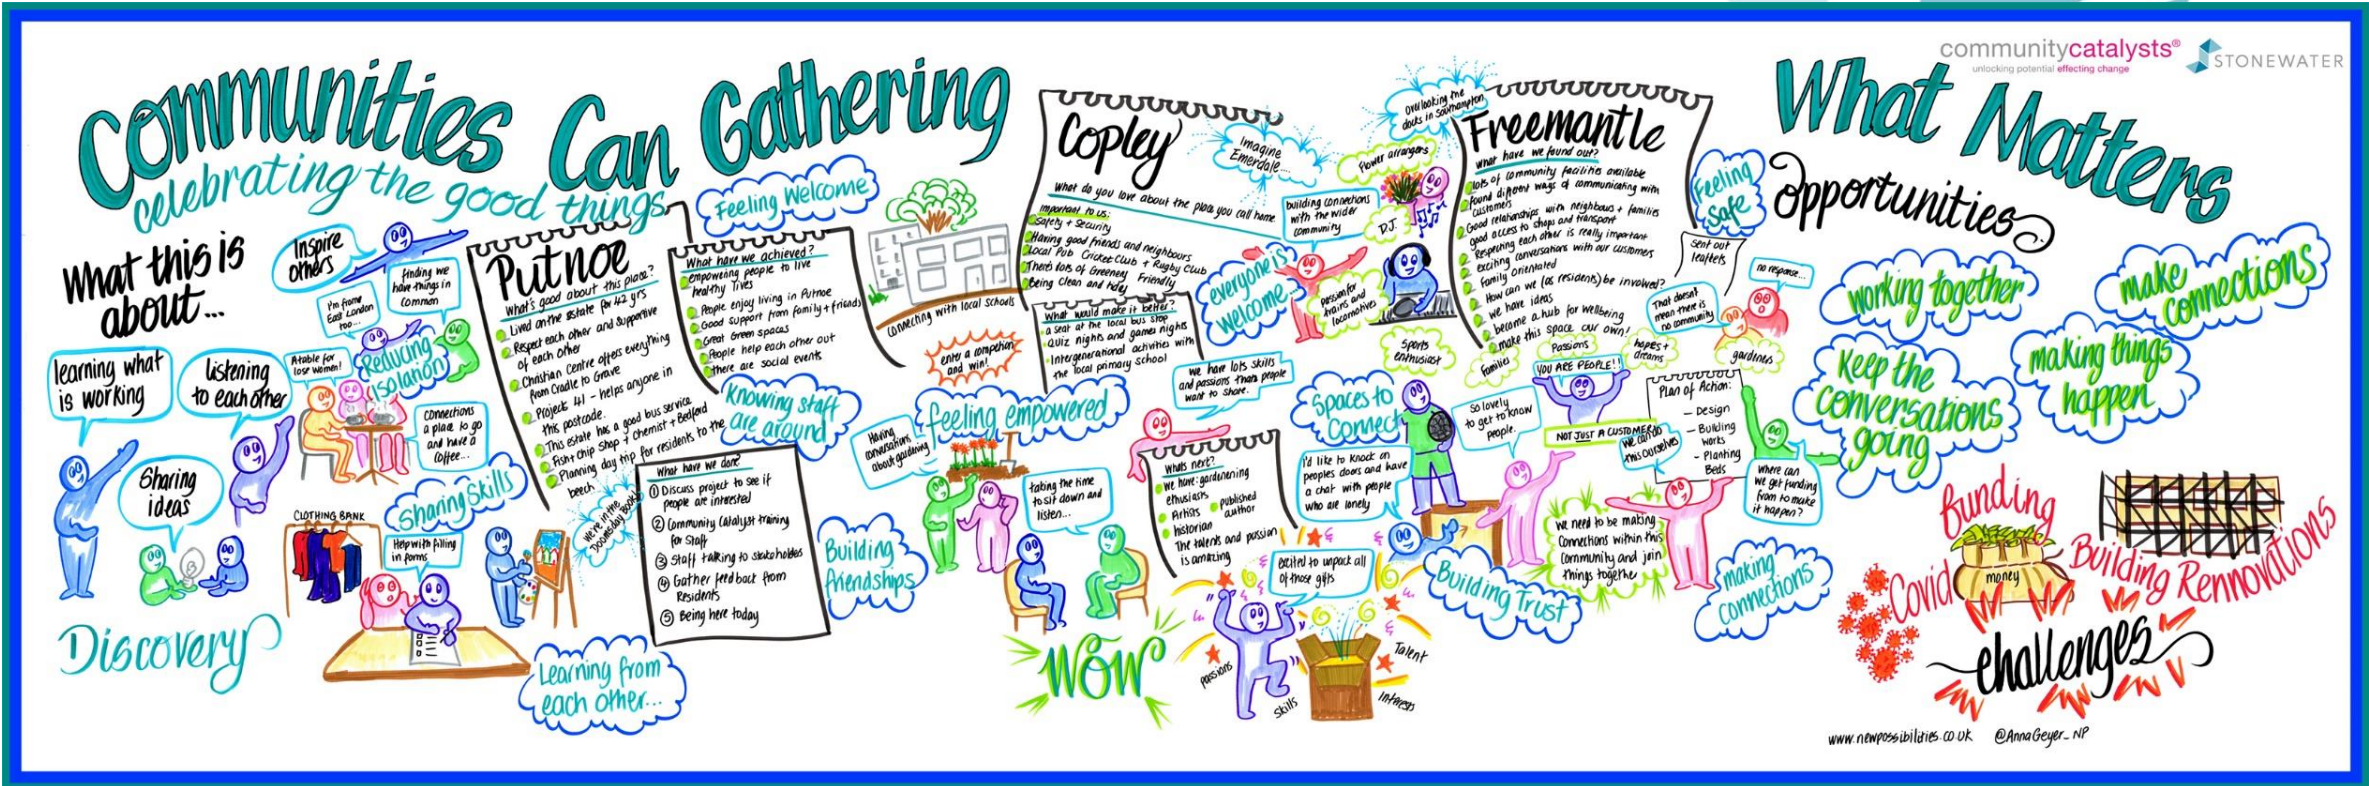 communitycatalysts®
unlocking potential effecting change
STONEWATER
Communities Can Gathering
celebrating the good things
What this is
about...
learning what
is working
listening
to each other
Sharing
ideas
Discovery
Inspire
others
finding we
have things in
common
I'm from
East London
too...
Reducing
Isolation
A table for
lose women!
Connections
a place to go
and have a
coffee...
Sharing Skills
CLOTHING BANK
Help with filling
in forms
Learning from
each other...
Putnoe
What's good about this place?
Lived on the estate for 42 yrs
Respect each other and supportive
of each other
Christian Centre offers everything
from Cradle to Grave
Project 41 - helps anyone in
this postcode.
This estate has a good bus service
Fish + chip shop + chemist + Bedford
Planning day trip for residents to the
beech
We're in the
Doomsday Book!
Feeling Welcome
What have we achieved?
empowering people to live
healthy lives
People enjoy living in Putnoe
Good support from family + friends
Great Green spaces
People help each other out
there are social events
Knowing staff
are around
What have we done?
① Discuss project to see if
people are interested
② Community Catalyst training
for Staff
③ Staff talking to stakeholdes
④ Gather feedback from
Residents
⑤ Being here today
Building
friendships
connecting with local schools
enter a competion
and win!
Having
conversations
about gardening
feeling empowered
taking the time
to sit down and
listen...
WOW
Copley
Imagine
Emerdale....
What do you love about the place you call home
Important to us:
Safety + Security
Having good friends and neighbours
Local Pub Cricket Club + Rugby Club
There's lots of Greenery Friendly
Being Clean and tidy
What would make it better?
a seat at the local bus stop
Quiz nights and games nights
Intergenerational activities with
the local primary school
building connections
with the wider
community
everyone is
welcome
we have lots skills
and passions thats people
want to share.
Whats next?
We have: gardenening
ethusiasts
Artists
published
author
historian
The talents and passion
is amazing
excited to unpack all
of those gifts
passions
Skills
Talent
Interests
Flower arrangers
D.J.
passion for
trains and
locomotives
Sports
enthusiast
Spaces to
Connect
I'd like to knock on
peoples doors and have
a chat with people
who are lonely
overlooking the
docks in Southampton
Freemantle
What have we found out?
lots of community facilities available
found different ways of communicating with
customers
Good relationships with neighbours + families
good access to shops and transport
Respecting each other is really important
exciting conversations with our customers
family orientated
How can we (as residents) be involved?
we have ideas
become a hub for wellbeing
make this space our own!
Feeling
Safe
Sent out
leaflets
no response...
That doesn't
mean there is
no community
families
Passions
hopes +
dreams
gardiners
YOU ARE PEOPLE!!
NOT JUST A CUSTOMER
So lovely
to get to know
people.
We can do
this ourselves
Plan of Action:
- Design
- Building
works
- Planting
Beds
where can
we get funding
from to make
it happen?
Building Trust
we need to be making
Connections within this
Community and join
things together
making
connections
What Matters
Opportunities
working together
make
connections
Keep the
conversations
going
making things
happen
funding
money
Covid
Building Rennovations
challenges
www.newpossibilities.co.uk @AnnaGeyer_NP